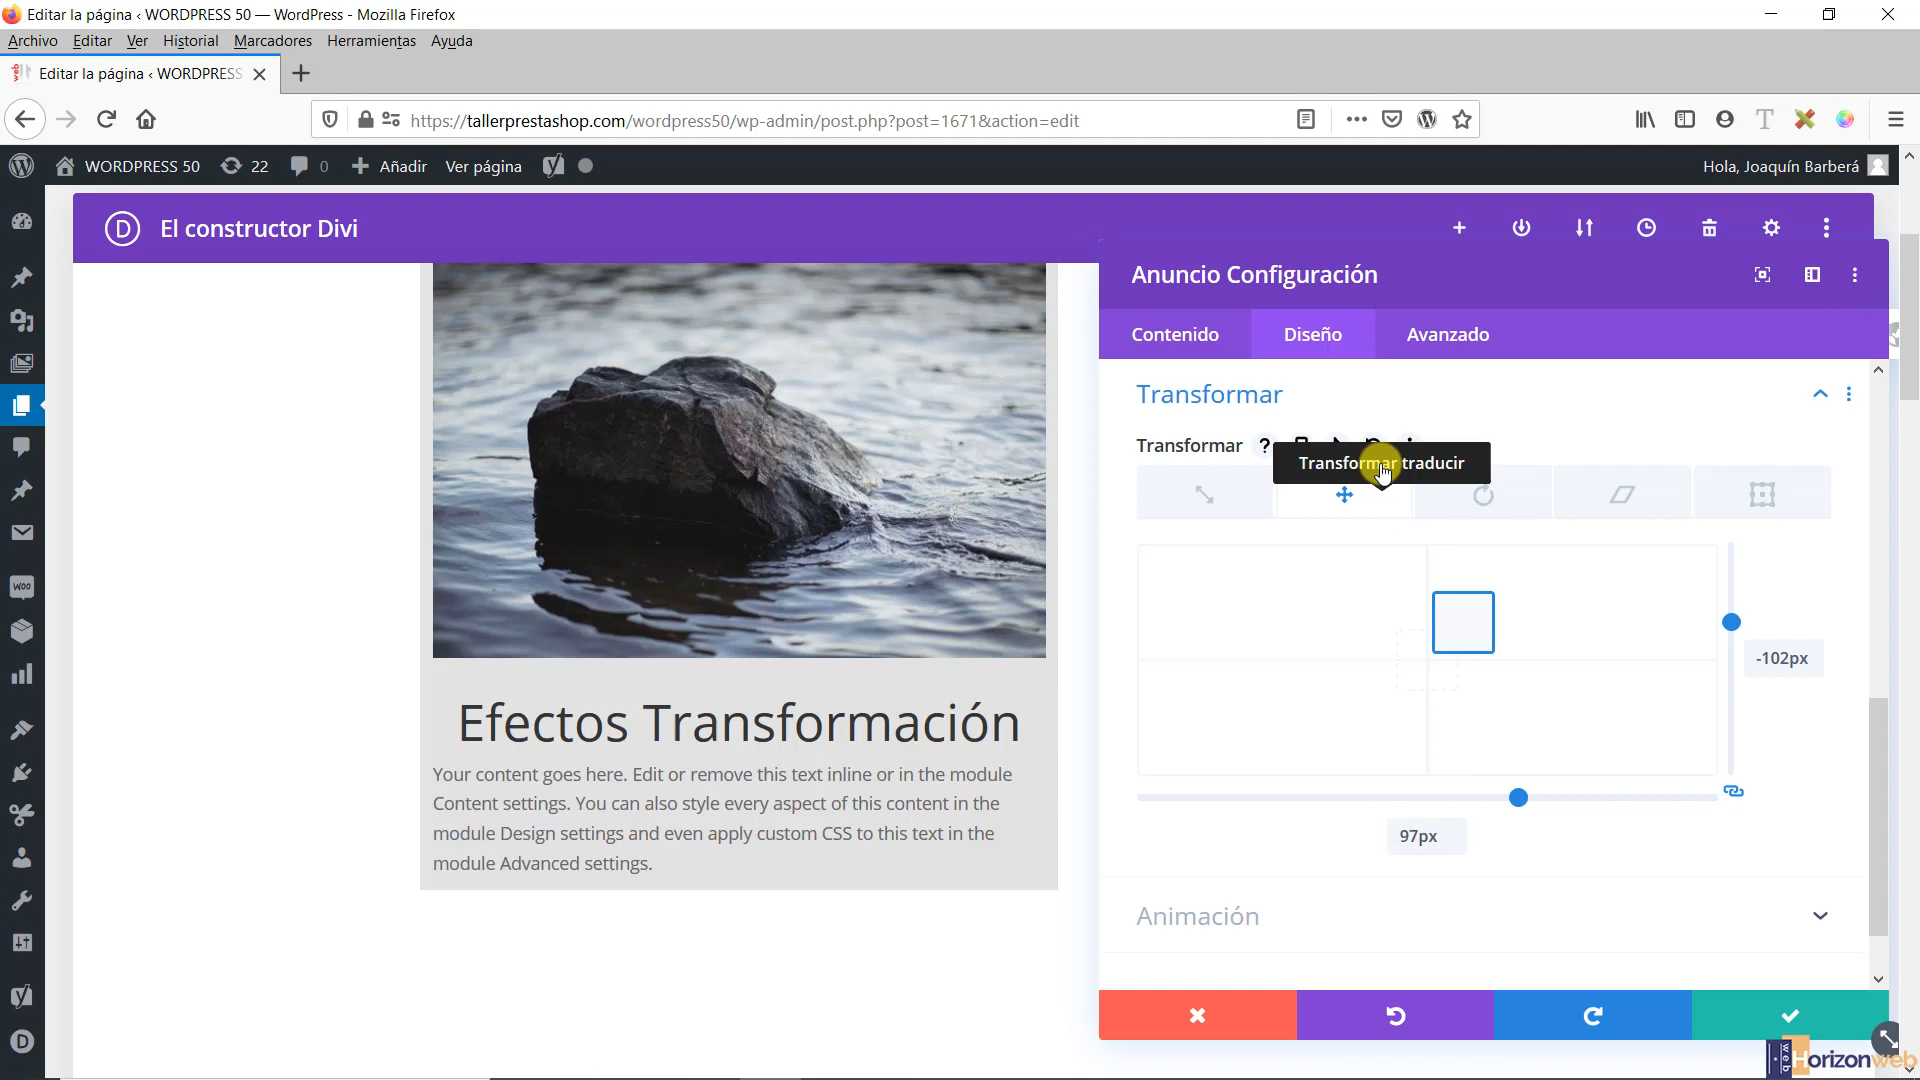 Editar la página ‹ WORDPRESS 50 — WordPress - Mozilla Firefox
Archivo Editar Ver Historial Marcadores Herramientas Ayuda
Editar la página ‹ WORDPRESS
https://tallerprestashop.com/wordpress50/wp-admin/post.php?post=1671&action=edit
WORDPRESS 50 22 0 Añadir Ver página Hola, Joaquín Barberá
El constructor Divi
Anuncio Configuración
Contenido Diseño Avanzado
Transformar
Transformar ?
Transformar traducir
-102px
97px
Animación
Efectos Transformación
Your content goes here. Edit or remove this text inline or in the module
Content settings. You can also style every aspect of this content in the
module Design settings and even apply custom CSS to this text in the
module Advanced settings.
web Horizonweb